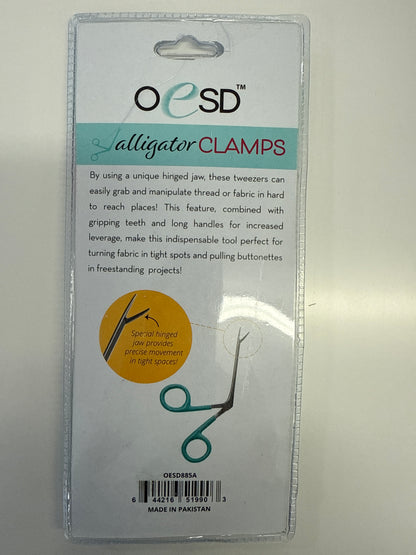 OeSD™
alligator CLAMPS
By using a unique hinged jaw, these tweezers can
easily grab and manipulate thread or fabric in hard
to reach places! This feature, combined with
gripping teeth and long handles for increased
leverage, make this indispensable tool perfect for
turning fabric in tight spots and pulling buttonettes
in freestanding projects!
Special hinged
jaw provides
precise movement
in tight spaces!
OESD885A
6 44216 51990 3
MADE IN PAKISTAN